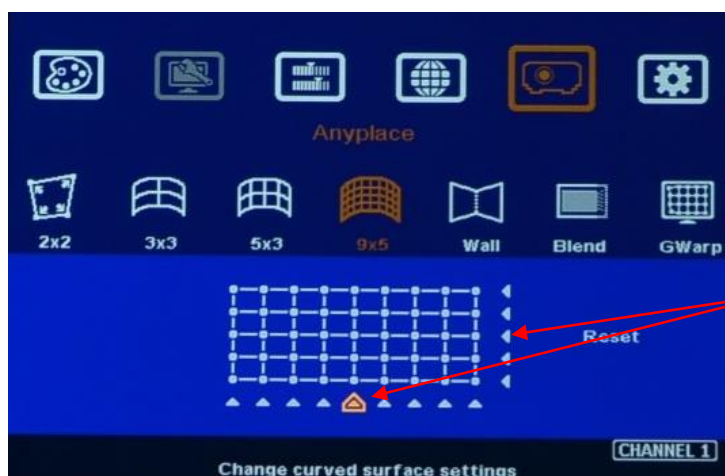 Anyplace
2x2 3x3 5x3 9x5 Wall Blend GWarp
Reset
CHANNEL 1
Change curved surface settings